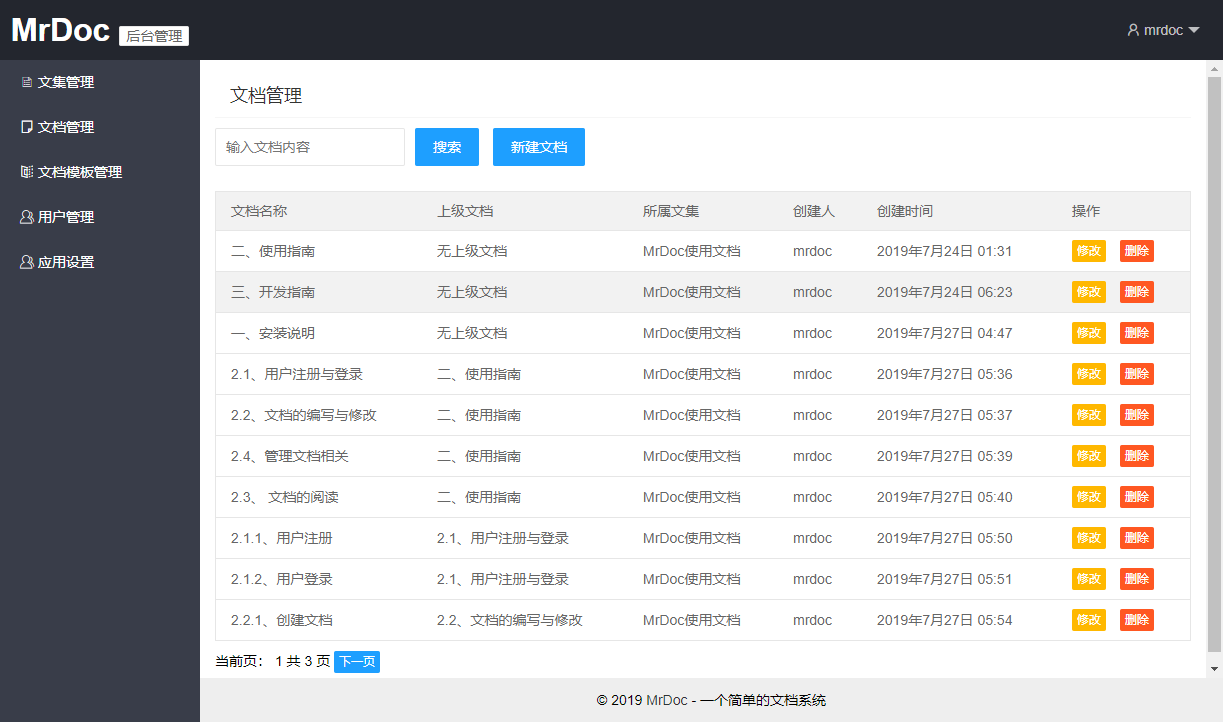 MrDoc 后台管理
mrdoc
文集管理
文档管理
文档模板管理
用户管理
应用设置
文档管理
输入文档内容 搜索 新建文档
文档名称 上级文档 所属文集 创建人 创建时间 操作
二、使用指南 无上级文档 MrDoc使用文档 mrdoc 2019年7月24日 01:31 修改 删除
三、开发指南 无上级文档 MrDoc使用文档 mrdoc 2019年7月24日 06:23 修改 删除
一、安装说明 无上级文档 MrDoc使用文档 mrdoc 2019年7月27日 04:47 修改 删除
2.1、用户注册与登录 二、使用指南 MrDoc使用文档 mrdoc 2019年7月27日 05:36 修改 删除
2.2、文档的编写与修改 二、使用指南 MrDoc使用文档 mrdoc 2019年7月27日 05:37 修改 删除
2.4、管理文档相关 二、使用指南 MrDoc使用文档 mrdoc 2019年7月27日 05:39 修改 删除
2.3、 文档的阅读 二、使用指南 MrDoc使用文档 mrdoc 2019年7月27日 05:40 修改 删除
2.1.1、用户注册 2.1、用户注册与登录 MrDoc使用文档 mrdoc 2019年7月27日 05:50 修改 删除
2.1.2、用户登录 2.1、用户注册与登录 MrDoc使用文档 mrdoc 2019年7月27日 05:51 修改 删除
2.2.1、创建文档 2.2、文档的编写与修改 MrDoc使用文档 mrdoc 2019年7月27日 05:54 修改 删除
当前页： 1 共 3 页 下一页
© 2019 MrDoc - 一个简单的文档系统